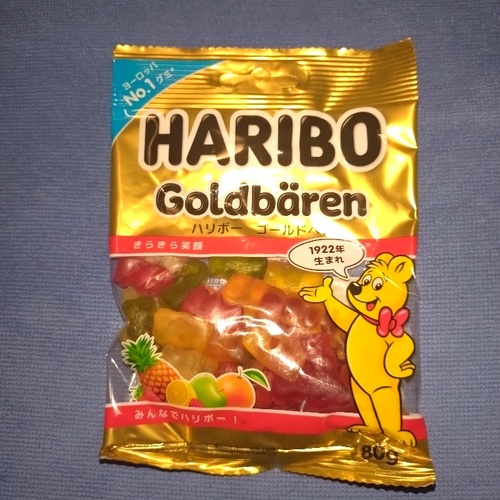 ヨーロッパ
No.1グミ*
HARIBO
Goldbären
ハリボー ゴールドベ
きらきら笑顔
1922年
生まれ
みんなでハリボー！
80g